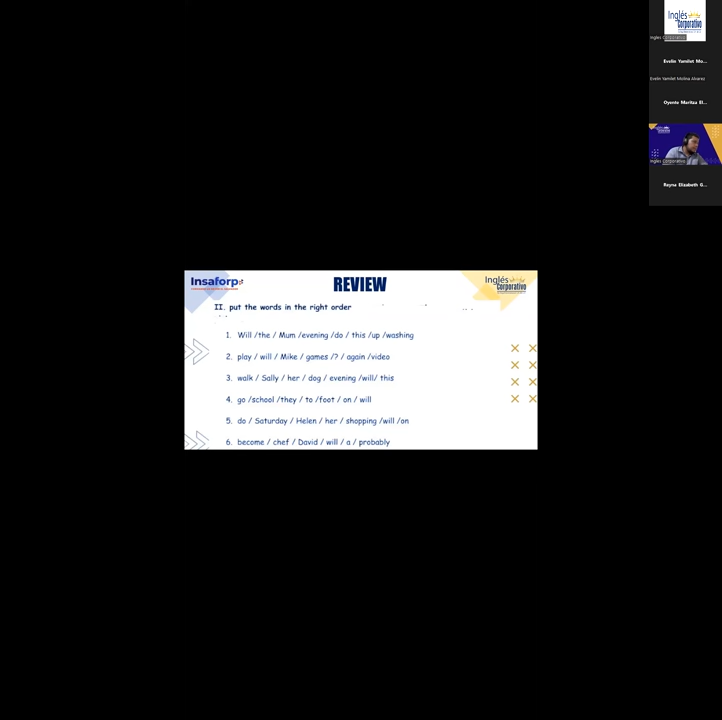 Inglés
Corporativo
Inglés Corporativo
Evelin Yamilet Mo...
Evelin Yamilet Molina Alvarez
Oyonie Maritza El...
Inglés Corporativo
Reyna Elizabeth G...
Insaforp
REVIEW
Inglés
Corporativo
II. put the words in the right order
1. Will /the / Mum /evening /do / this /up /washing
2. play / will / Mike / games /? / again /video
3. walk / Sally / her / dog / evening /will/ this
4. go /school /they / to /foot / on / will
5. do / Saturday / Helen / her / shopping /will /on
6. become / chef / David / will / a / probably